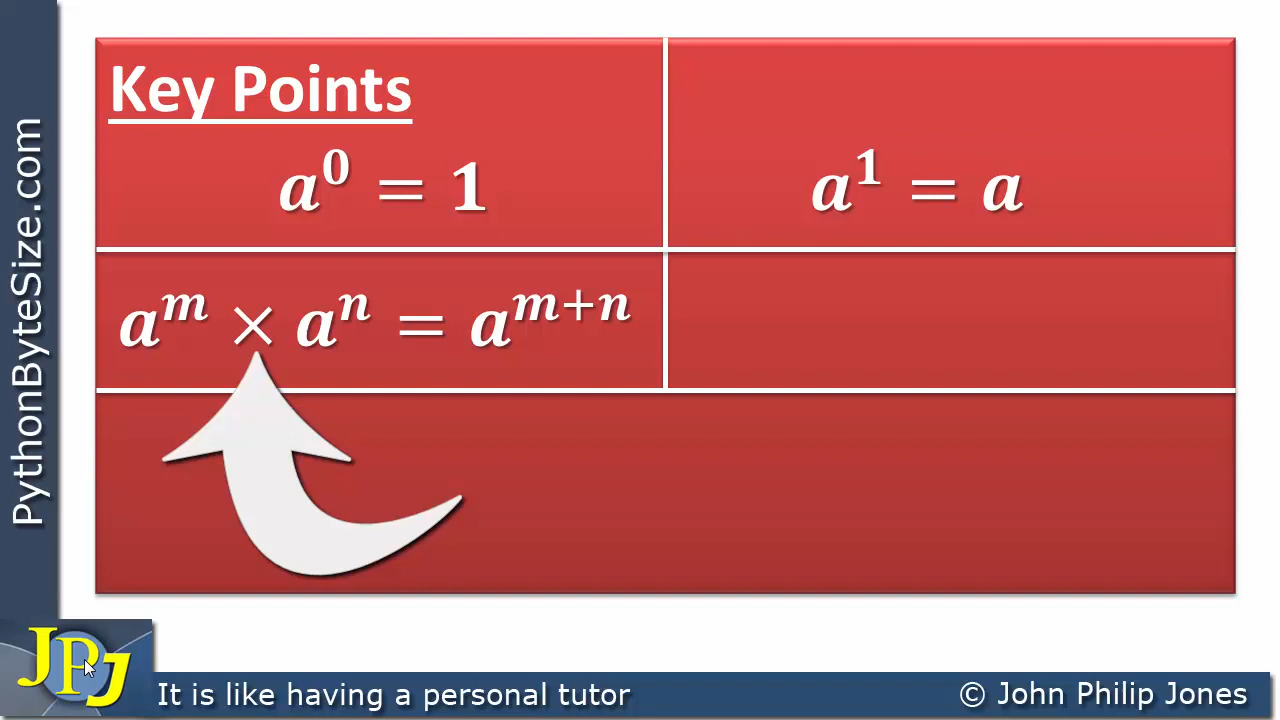 Key Points
a⁰ = 1
a¹ = a
aᵐ × aⁿ = aᵐ⁺ⁿ
PythonByteSize.com
JPJ
It is like having a personal tutor
© John Philip Jones